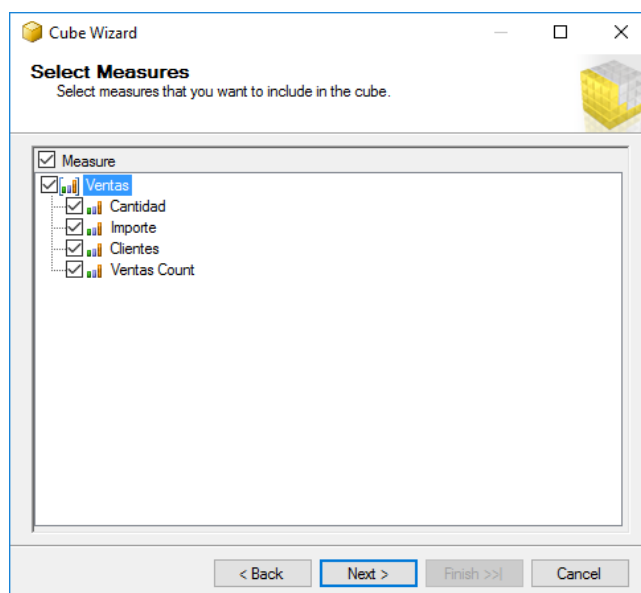 Cube Wizard
Select Measures
Select measures that you want to include in the cube.
Measure
Ventas
Cantidad
Importe
Clientes
Ventas Count
< Back Next > Finish >>| Cancel